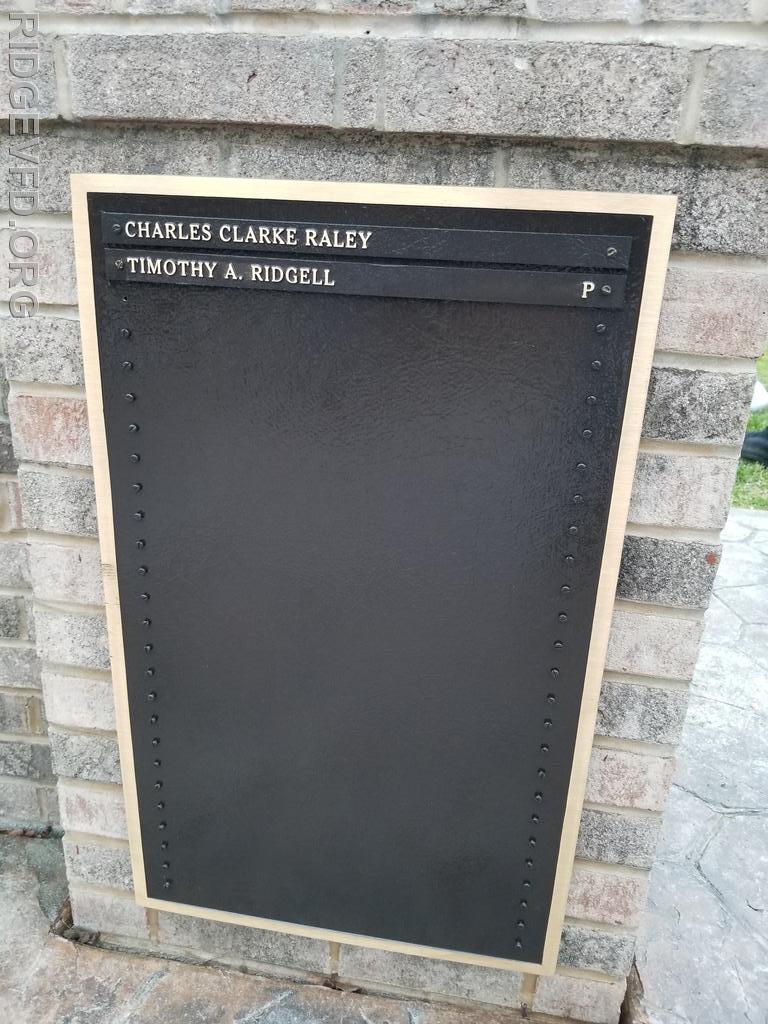 RIDGEVFD.ORG
CHARLES CLARKE RALEY
TIMOTHY A. RIDGELL P